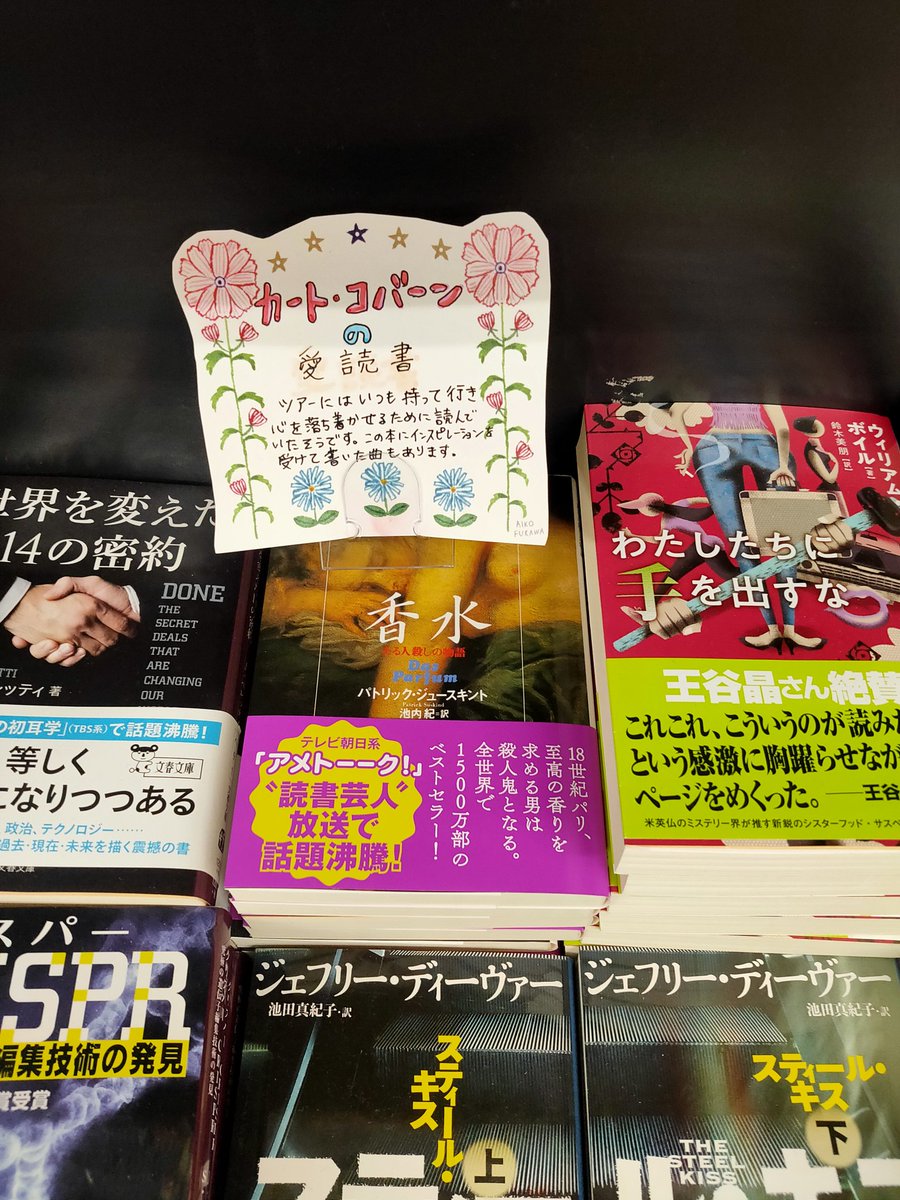 カート・コバーン
の
愛読書
ツアーにはいつも持って行き
心を落ち着かせるために読んで
いたそうです。この本にインスピレーションを
受けて書いた曲もあります。
AIKO
FUKAWA
世界を変えた
14の密約
DONE
THE
SECRET
DEALS
THAT
ARE
CHANGING
OUR
ッツティ 著
の初耳学」(TBS系)で話題沸騰!
文春文庫
等しく
になりつつある
政治、テクノロジー……
過去・現在・未来を描く震撼の書
香水
ある人殺しの物語
Das
Parfum
パトリック・ジュースキント
Patrick Süskind
池内 紀・訳
テレビ朝日系
「アメトーーク!」
“読書芸人”
放送で
話題沸騰!
18世紀パリ、
至高の香りを
求める男は
殺人鬼となる。
全世界で
1500万部の
ベストセラー!
ウィリアム・
ボイル[著]
鈴木美朋[訳]
わたしたちに
手を出すな
王谷晶さん絶賛
これこれ、こういうのが読みた
という感激に胸躍らせなが
ページをめくった。――王谷
米英仏のミステリー界が推す新鋭のシスターフッド・サスペ
スパー
ISPR
編集技術の発見
賞受賞
ジェフリー・ディーヴァー
池田真紀子・訳
スティール・
キス
上
ジェフリー・ディーヴァー
池田真紀子・訳
スティール・
キス
下
THE
STEEL
KISS